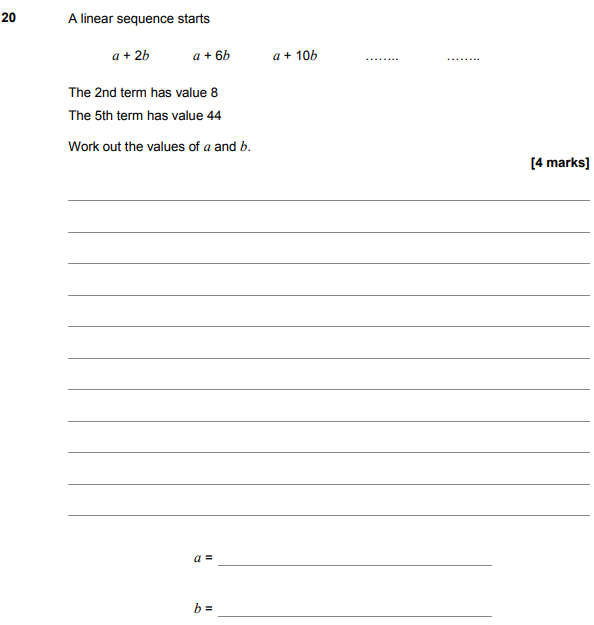 20 A linear sequence starts
a + 2b a + 6b a + 10b ........ ........
The 2nd term has value 8
The 5th term has value 44
Work out the values of a and b.
[4 marks]
a =
b =